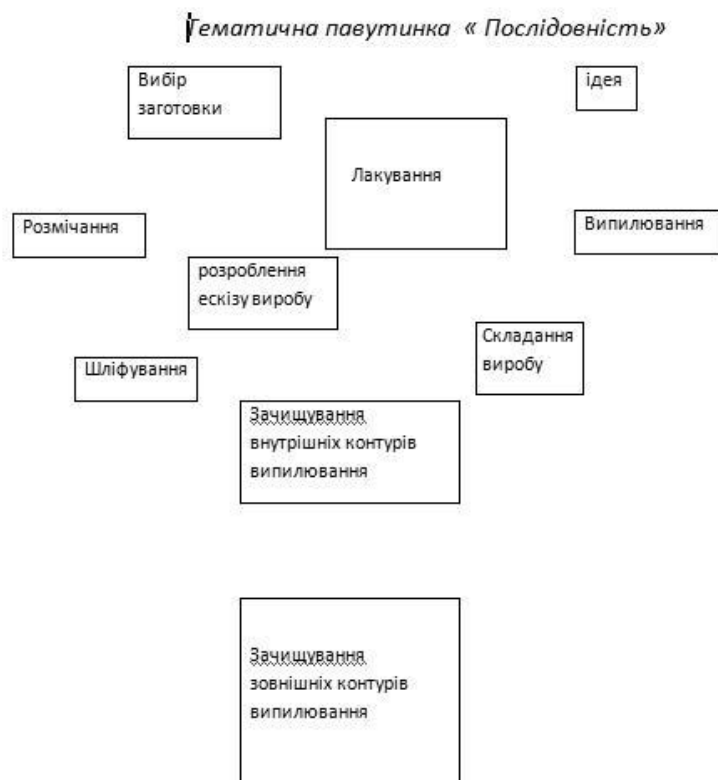 Тематична павутинка « Послідовність»
Вибір
заготовки
ідея
Лакування
Розмічання
Випилювання
розроблення
ескізу виробу
Складання
виробу
Шліфування
Зачищування
внутрішніх контурів
випилювання
Зачищування
зовнішніх контурів
випилювання